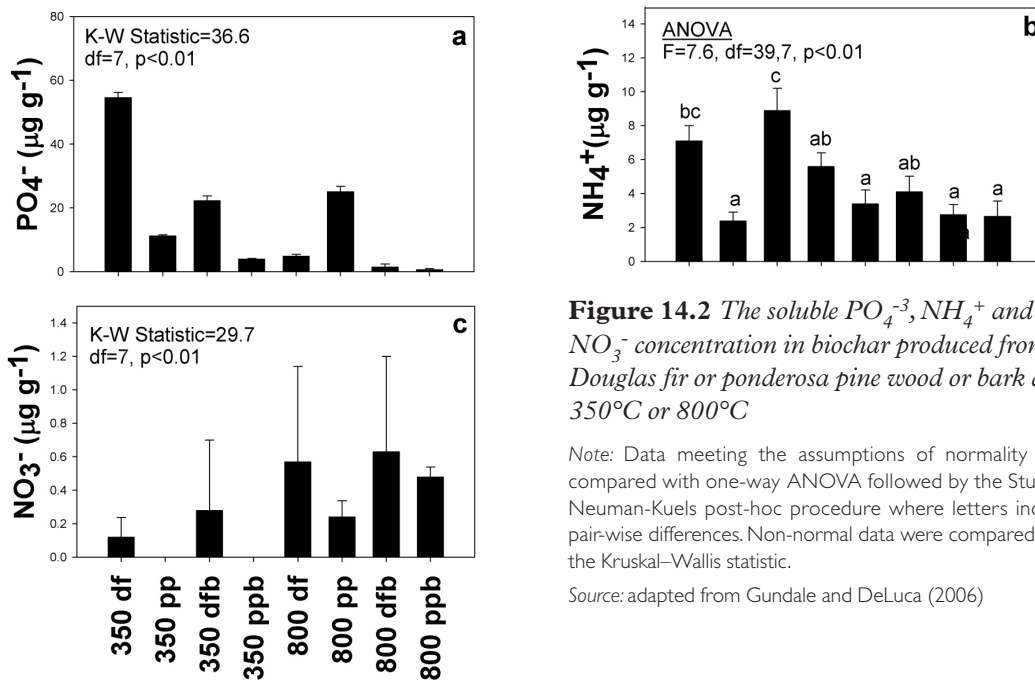 80
K-W Statistic=36.6
a
df=7, p<0.01
60
40
20
0
PO4- (μg g-1)
1.4
K-W Statistic=29.7
c
df=7, p<0.01
1.2
1.0
0.8
0.6
0.4
0.2
0.0
NO3- (μg g-1)
350 df
350 pp
350 dfb
350 ppb
800 df
800 pp
800 dfb
800 ppb
14
ANOVA
b
F=7.6, df=39,7, p<0.01
12
10
8
6
4
2
0
NH4+(μg g-1)
bc
a
c
ab
a
ab
a
a
a
Figure 14.2 The soluble PO4-3, NH4+ and
NO3- concentration in biochar produced from
Douglas fir or ponderosa pine wood or bark
350°C or 800°C
Note: Data meeting the assumptions of normality
compared with one-way ANOVA followed by the
Neuman-Kuels post-hoc procedure where letters
pair-wise differences. Non-normal data were compared
the Kruskal–Wallis statistic.
Source: adapted from Gundale and DeLuca (2006)